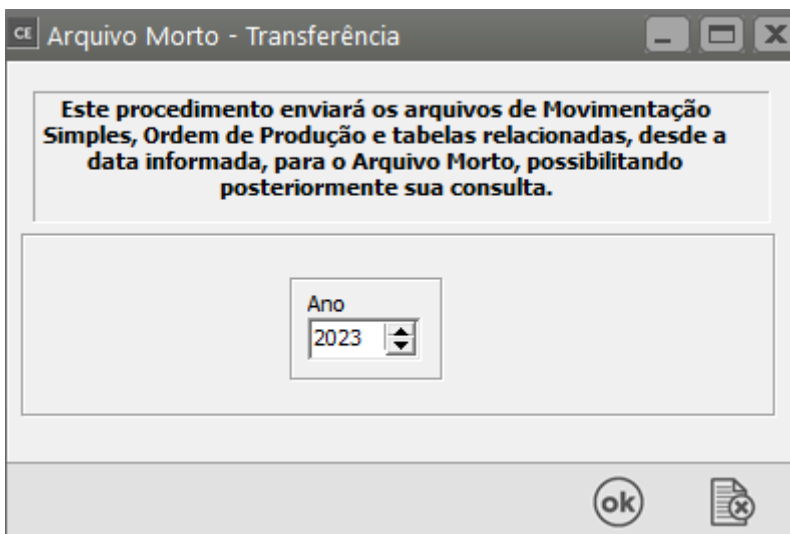 CE Arquivo Morto - Transferência
Este procedimento enviará os arquivos de Movimentação
Simples, Ordem de Produção e tabelas relacionadas, desde a
data informada, para o Arquivo Morto, possibilitando
posteriormente sua consulta.
Ano
2023
ok